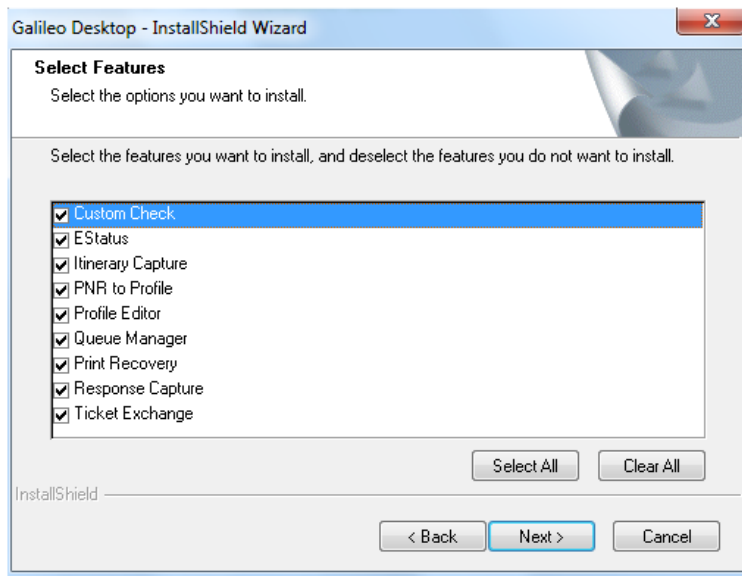 Galileo Desktop - InstallShield Wizard
Select Features
Select the options you want to install.
Select the features you want to install, and deselect the features you do not want to install.
Custom Check
EStatus
Itinerary Capture
PNR to Profile
Profile Editor
Queue Manager
Print Recovery
Response Capture
Ticket Exchange
Select All
Clear All
InstallShield
< Back
Next >
Cancel